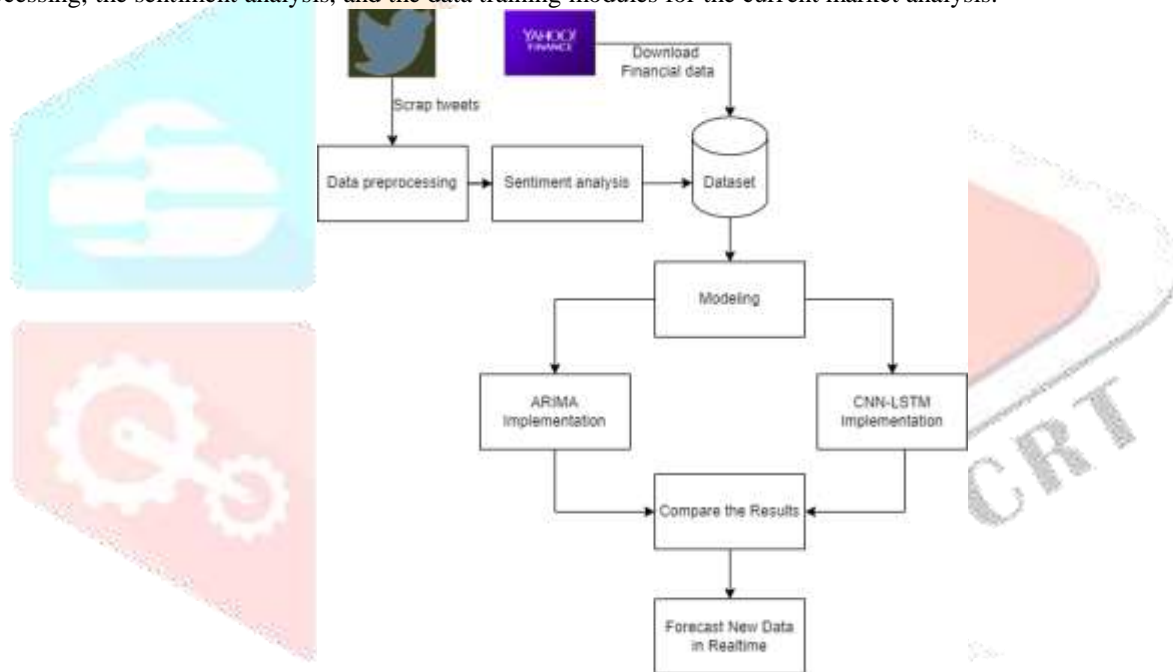 cessing, the sentiment analysis, and the data training modules for the current market analysis.
YAHOO!
FINANCE
Download
Financial data
Scrap tweets
Data preprocessing
Sentiment analysis
Dataset
Modeling
ARIMA
Implementation
CNN-LSTM
Implementation
Compare the Results
Forecast New Data
in Realtime
CRT